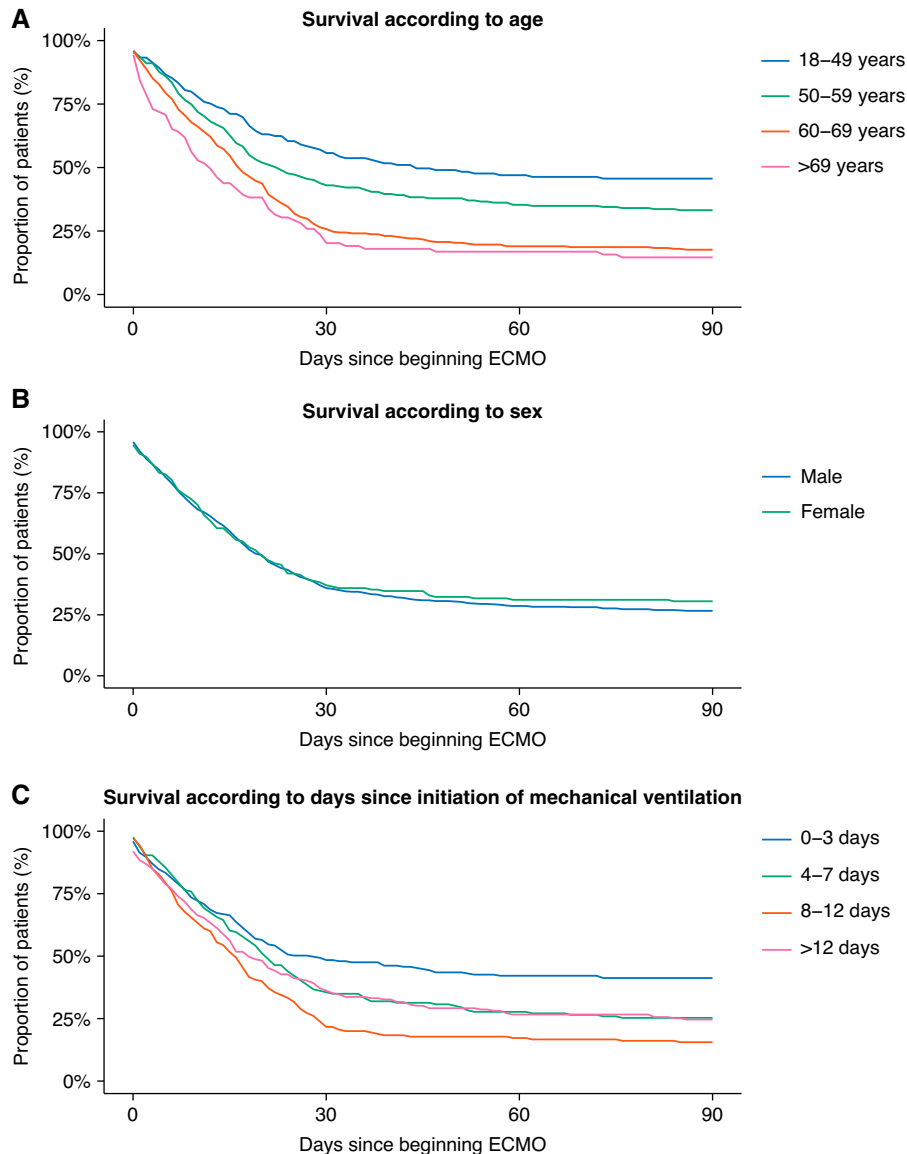 A
Survival according to age
Proportion of patients (%)
100%
75%
50%
25%
0%
0
30
60
90
Days since beginning ECMO
18–49 years
50–59 years
60–69 years
>69 years
B
Survival according to sex
Proportion of patients (%)
100%
75%
50%
25%
0%
0
30
60
90
Days since beginning ECMO
Male
Female
C
Survival according to days since initiation of mechanical ventilation
Proportion of patients (%)
100%
75%
50%
25%
0%
0
30
60
90
Days since beginning ECMO
0–3 days
4–7 days
8–12 days
>12 days